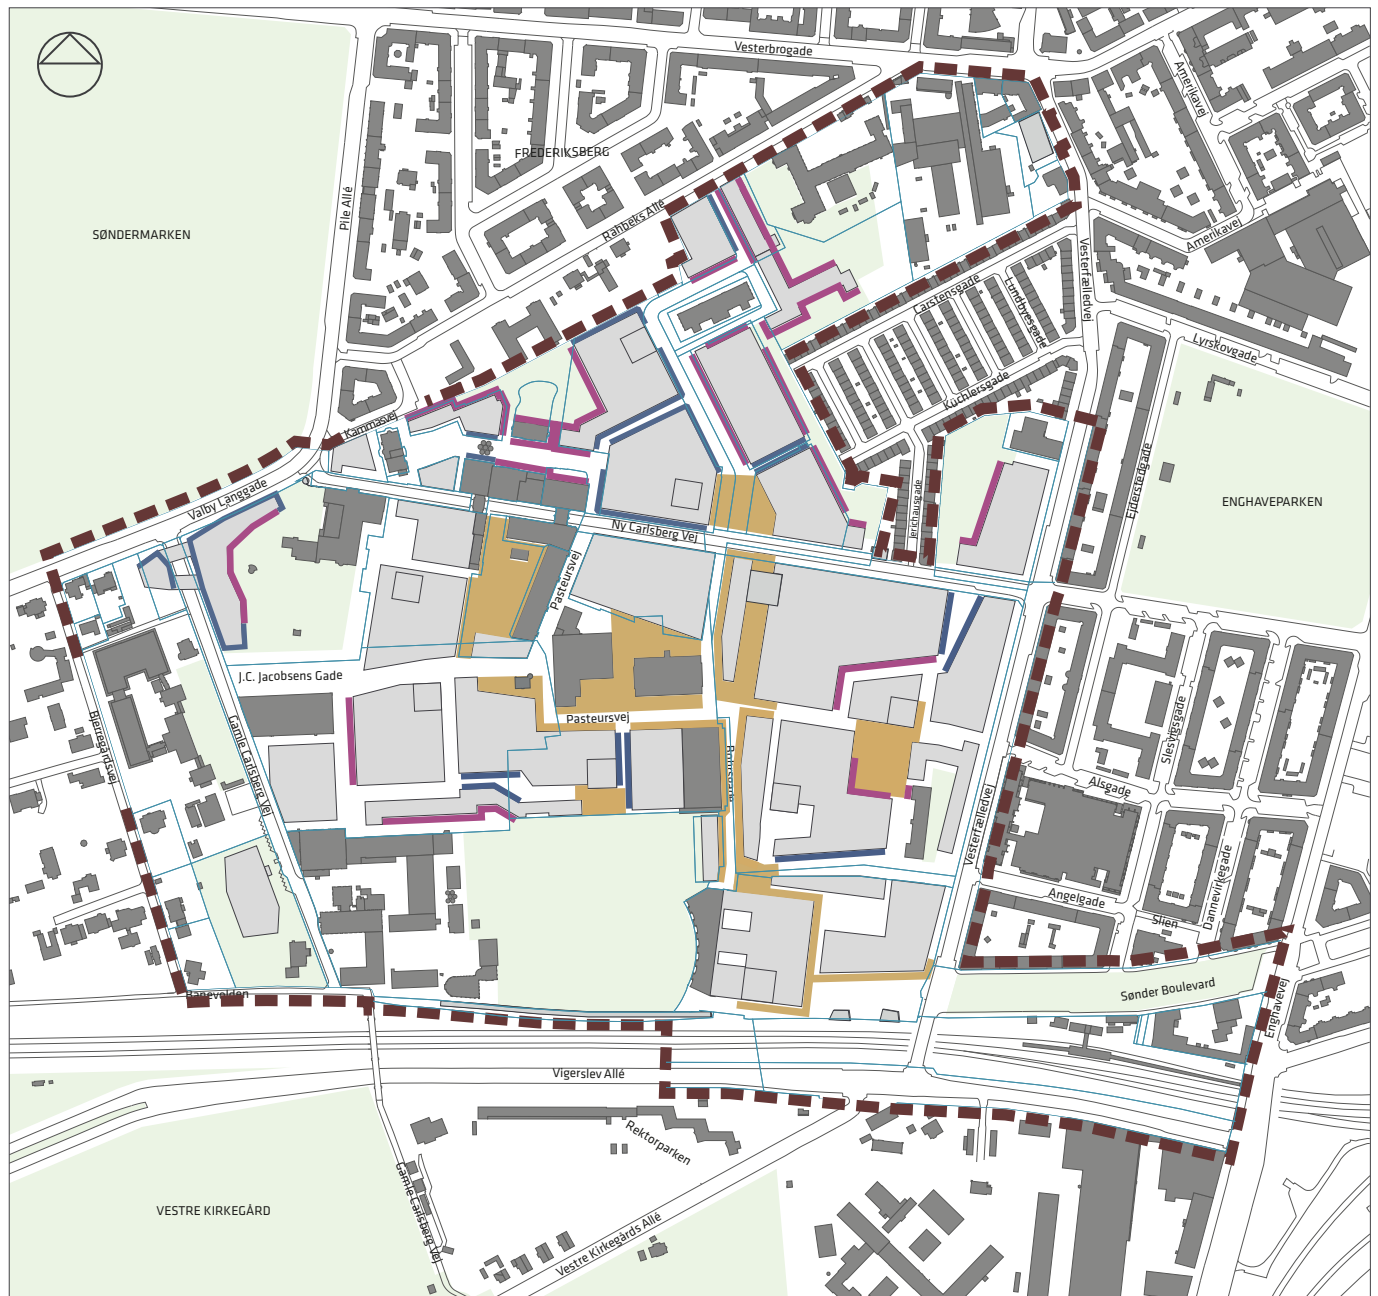 Vesterbrogade
Amerikavej
FREDERIKSBERG
Pile Allé
Rahbeks Allé
SØNDERMARKEN
Amerikavej
Vesterfælledvej
Carstensgade
Lundbyesgade
Lyrskovgade
Küchlersgade
Kammasvej
Ejderstedgade
Valby Langgade
ENGHAVEPARKEN
Jerichausgade
Ny Carlsberg Vej
Pasteursvej
J.C. Jacobsens Gade
Slesvigsgade
Pasteursvej
Bjerregårdsvej
Gamle Carlsberg Vej
Alsgade
Vesterfælledvej
Dannevirkegade
Angelgade
Slien
Banevolden
Sønder Boulevard
Enghavevej
Vigerslev Allé
Rektorparken
VESTRE KIRKEGÅRD
Gamle Carlsberg Vej
Vestre Kirkegårds Allé